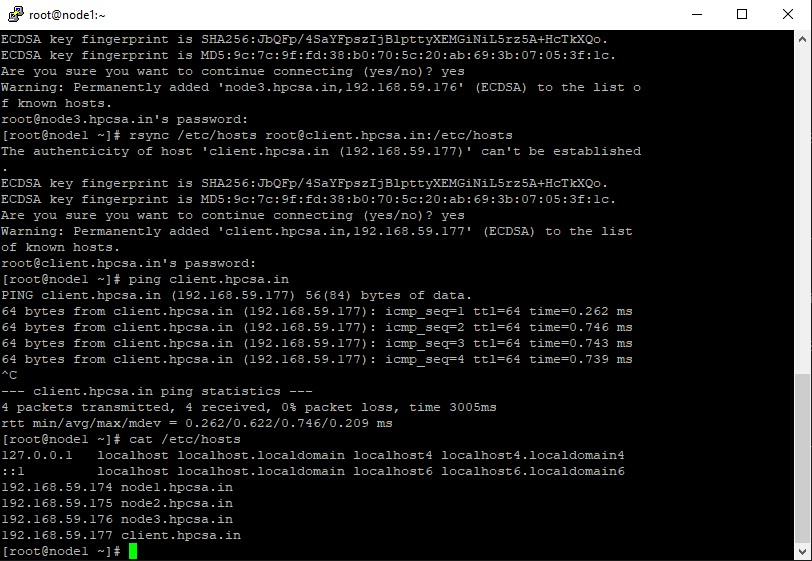 root@node1:~
ECDSA key fingerprint is SHA256:JbQFp/4SaYFpszIjBlpttyXEMGiNiL5rz5A+HcTkXQo.
ECDSA key fingerprint is MD5:9c:7c:9f:fd:38:b0:70:5c:20:ab:69:3b:07:05:3f:1c.
Are you sure you want to continue connecting (yes/no)? yes
Warning: Permanently added 'node3.hpcsa.in,192.168.59.176' (ECDSA) to the list o
f known hosts.
root@node3.hpcsa.in's password:
[root@node1 ~]# rsync /etc/hosts root@client.hpcsa.in:/etc/hosts
The authenticity of host 'client.hpcsa.in (192.168.59.177)' can't be established
.
ECDSA key fingerprint is SHA256:JbQFp/4SaYFpszIjBlpttyXEMGiNiL5rz5A+HcTkXQo.
ECDSA key fingerprint is MD5:9c:7c:9f:fd:38:b0:70:5c:20:ab:69:3b:07:05:3f:1c.
Are you sure you want to continue connecting (yes/no)? yes
Warning: Permanently added 'client.hpcsa.in,192.168.59.177' (ECDSA) to the list
of known hosts.
root@client.hpcsa.in's password:
[root@node1 ~]# ping client.hpcsa.in
PING client.hpcsa.in (192.168.59.177) 56(84) bytes of data.
64 bytes from client.hpcsa.in (192.168.59.177): icmp_seq=1 ttl=64 time=0.262 ms
64 bytes from client.hpcsa.in (192.168.59.177): icmp_seq=2 ttl=64 time=0.746 ms
64 bytes from client.hpcsa.in (192.168.59.177): icmp_seq=3 ttl=64 time=0.743 ms
64 bytes from client.hpcsa.in (192.168.59.177): icmp_seq=4 ttl=64 time=0.739 ms
^C
--- client.hpcsa.in ping statistics ---
4 packets transmitted, 4 received, 0% packet loss, time 3005ms
rtt min/avg/max/mdev = 0.262/0.622/0.746/0.209 ms
[root@node1 ~]# cat /etc/hosts
127.0.0.1   localhost localhost.localdomain localhost4 localhost4.localdomain4
::1         localhost localhost.localdomain localhost6 localhost6.localdomain6
192.168.59.174 node1.hpcsa.in
192.168.59.175 node2.hpcsa.in
192.168.59.176 node3.hpcsa.in
192.168.59.177 client.hpcsa.in
[root@node1 ~]#